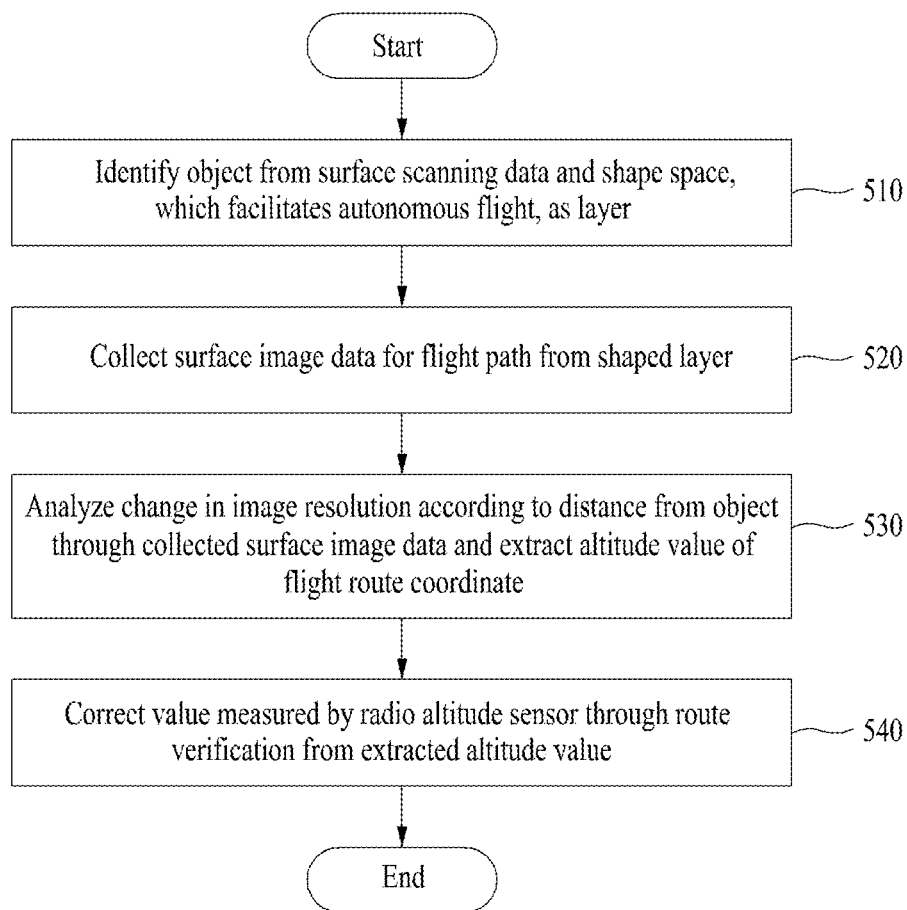 Start
Identify object from surface scanning data and shape space,
which facilitates autonomous flight, as layer
510
Collect surface image data for flight path from shaped layer
520
Analyze change in image resolution according to distance from object
through collected surface image data and extract altitude value of
flight route coordinate
530
Correct value measured by radio altitude sensor through route
verification from extracted altitude value
540
End